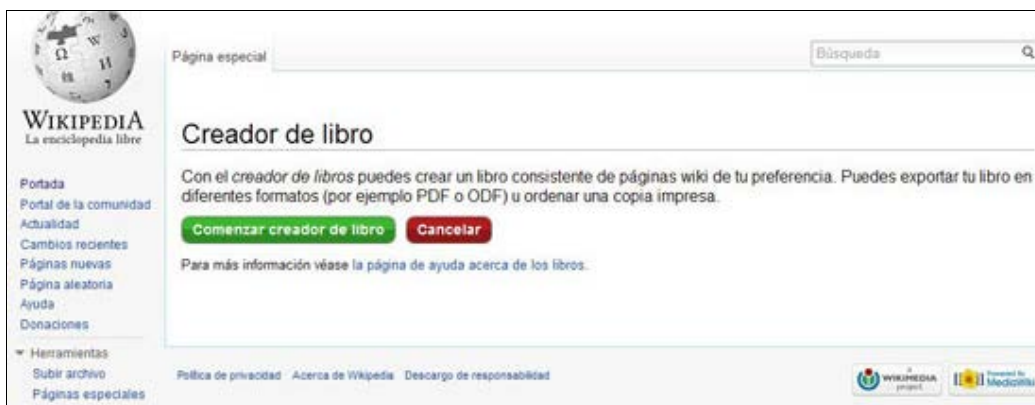 Ω W И
WIKIPEDIA
La enciclopedia libre
Portada
Portal de la comunidad
Actualidad
Cambios recientes
Páginas nuevas
Página aleatoria
Ayuda
Donaciones
Herramientas
Subir archivo
Páginas especiales
Página especial
Búsqueda
Creador de libro
Con el creador de libros puedes crear un libro consistente de páginas wiki de tu preferencia. Puedes exportar tu libro en
diferentes formatos (por ejemplo PDF o ODF) u ordenar una copia impresa.
Comenzar creador de libro Cancelar
Para más información véase la página de ayuda acerca de los libros.
Política de privacidad Acerca de Wikipedia Descargo de responsabilidad
WIKIMEDIA
project